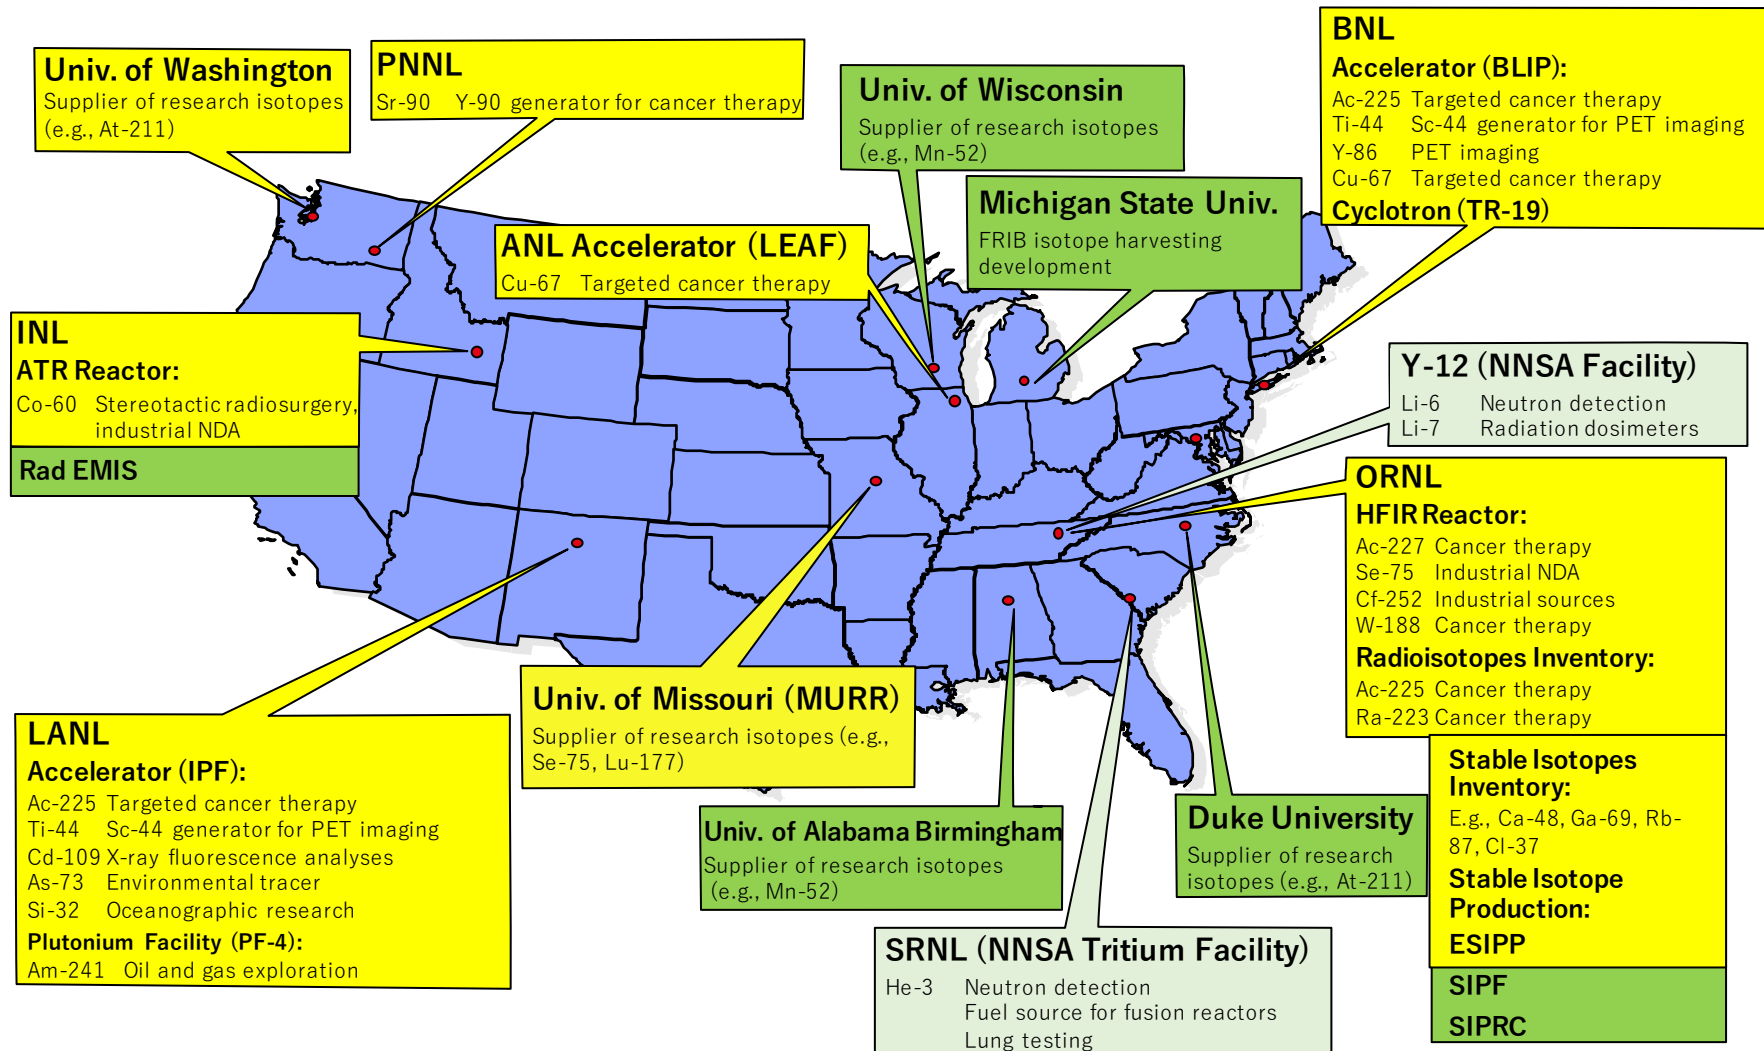 Univ. of Washington
Supplier of research isotopes
(e.g., At-211)
PNNL
Sr-90 Y-90 generator for cancer therapy
Univ. of Wisconsin
Supplier of research isotopes
(e.g., Mn-52)
BNL
Accelerator (BLIP):
Ac-225 Targeted cancer therapy
Ti-44 Sc-44 generator for PET imaging
Y-86 PET imaging
Cu-67 Targeted cancer therapy
Cyclotron (TR-19)
Michigan State Univ.
FRIB isotope harvesting
development
ANL Accelerator (LEAF)
Cu-67 Targeted cancer therapy
INL
ATR Reactor:
Co-60 Stereotactic radiosurgery,
industrial NDA
Rad EMIS
Y-12 (NNSA Facility)
Li-6 Neutron detection
Li-7 Radiation dosimeters
ORNL
HFIR Reactor:
Ac-227 Cancer therapy
Se-75 Industrial NDA
Cf-252 Industrial sources
W-188 Cancer therapy
Radioisotopes Inventory:
Ac-225 Cancer therapy
Ra-223 Cancer therapy
Stable Isotopes
Inventory:
E.g., Ca-48, Ga-69, Rb-
87, Cl-37
Stable Isotope
Production:
ESIPP
SIPF
SIPRC
LANL
Accelerator (IPF):
Ac-225 Targeted cancer therapy
Ti-44 Sc-44 generator for PET imaging
Cd-109 X-ray fluorescence analyses
As-73 Environmental tracer
Si-32 Oceanographic research
Plutonium Facility (PF-4):
Am-241 Oil and gas exploration
Univ. of Missouri (MURR)
Supplier of research isotopes (e.g.,
Se-75, Lu-177)
Univ. of Alabama Birmingham
Supplier of research isotopes
(e.g., Mn-52)
Duke University
Supplier of research
isotopes (e.g., At-211)
SRNL (NNSA Tritium Facility)
He-3 Neutron detection
Fuel source for fusion reactors
Lung testing